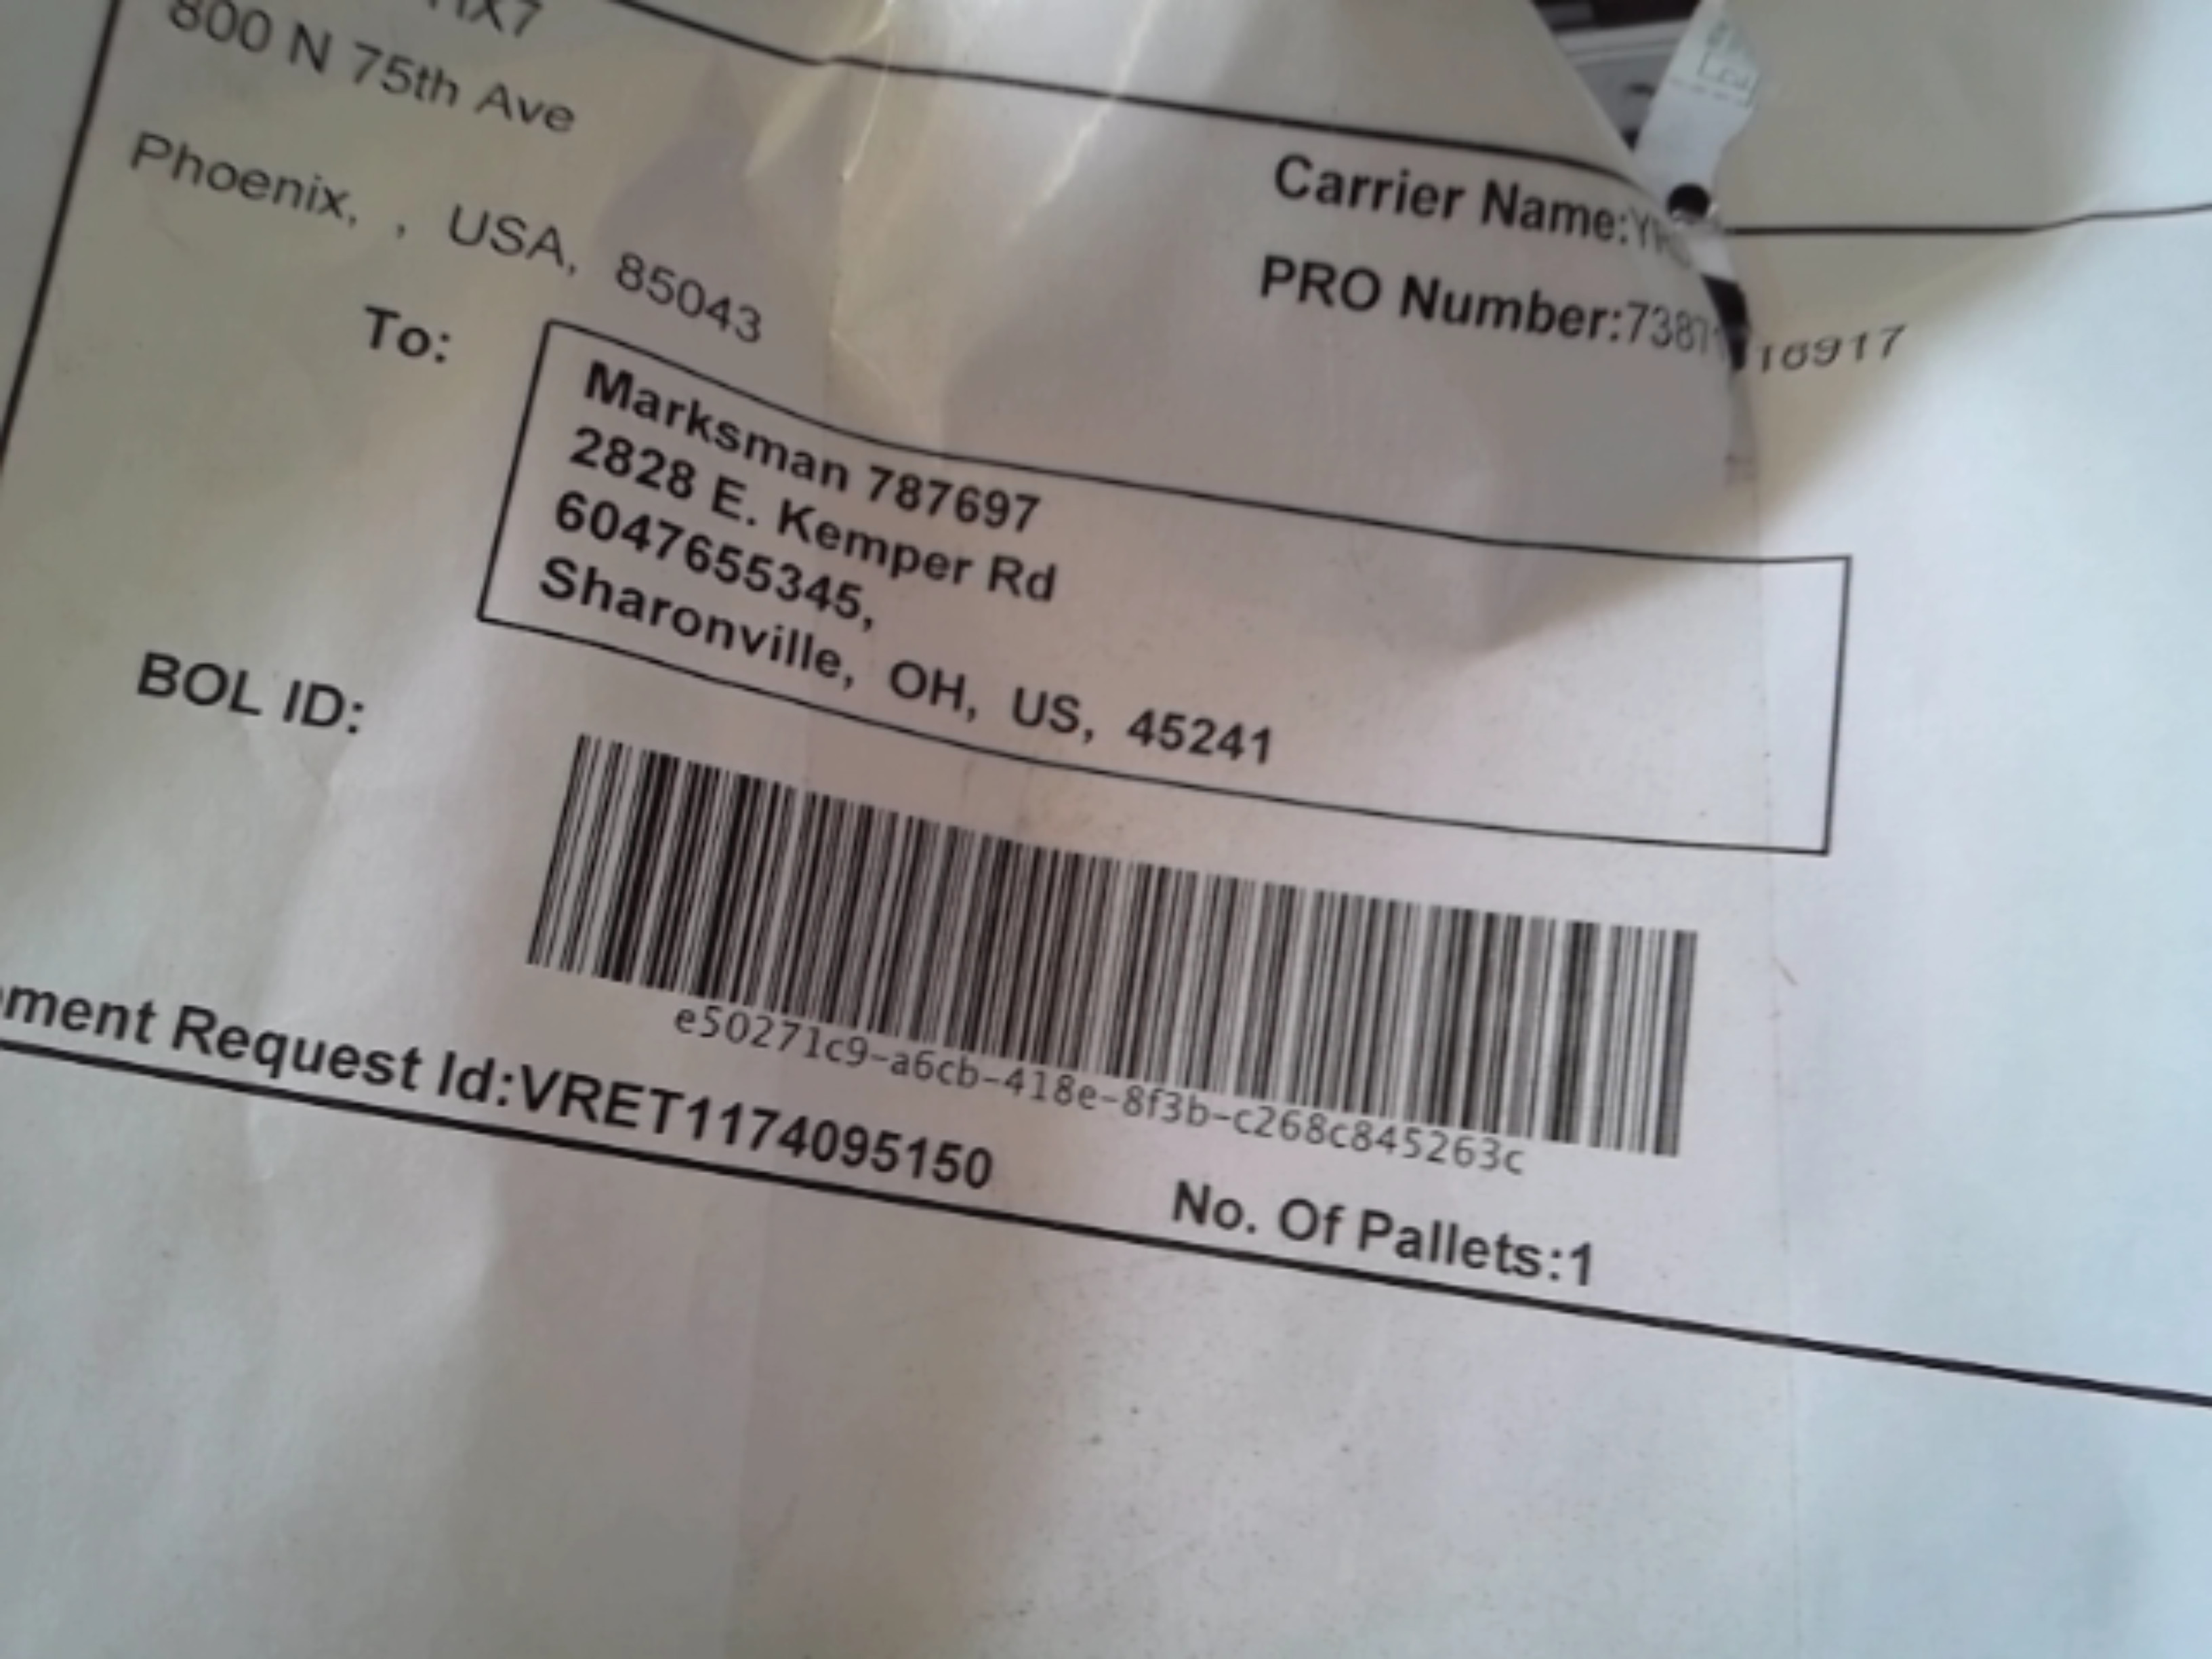 800 N 75th Ave
Phoenix, , USA, 85043
Carrier Name:
PRO Number:
To:
Marksman 787697
2828 E. Kemper Rd
6047655345,
Sharonville, OH, US, 45241
BOL ID:
e50271c9-a6cb-418e-8f3b-c268c845263c
Request Id:VRET1174095150
No. Of Pallets:1